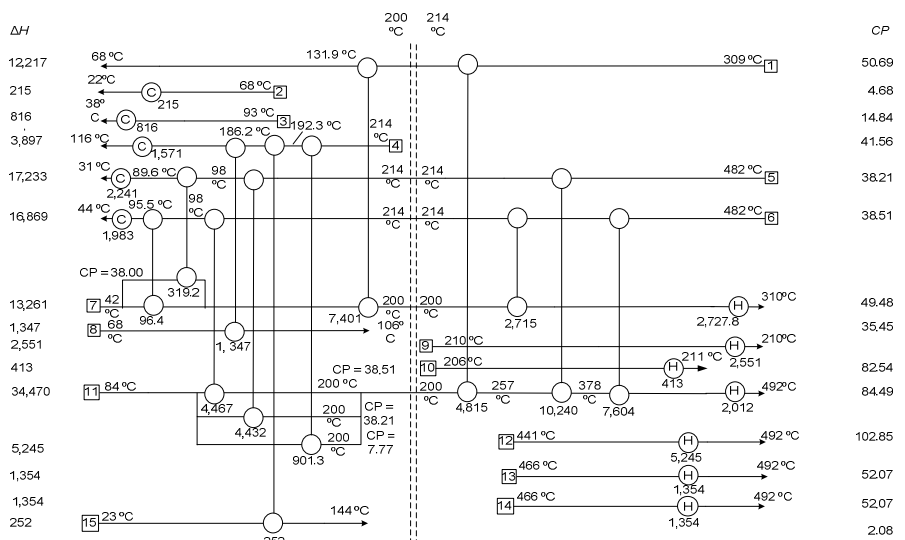 200 ºC 214 ºC
ΔH CP
12,217 68 ºC 131.9 ºC 309 ºC 1 50.69
215 22ºC C 215 68 ºC 2 4.68
816 38º C C 816 93 ºC 3 14.84
3,897 116 ºC C 1,571 186.2 ºC 192.3 ºC 214 ºC 4 41.56
17,233 31 ºC C 2,241 89.6 ºC 98 ºC 214 ºC 214 ºC 482 ºC 5 38.21
16,869 44 ºC C 1,983 95.5 ºC 98 ºC 214 ºC 214 ºC 482 ºC 6 38.51
CP = 38.00
319.2
13,261 7 42 ºC 96.4 7,401 200 ºC 200 ºC 2,715 H 2,727.8 310ºC 49.48
1,347 8 68 ºC 1, 347 106º C 35,45
2,551 9 210ºC H 2,551 210ºC
413 10 206ºC H 413 211 ºC 82.54
CP = 38.51
34,470 11 84 ºC 4,467 200 ºC 200 ºC 4,815 257 ºC 10,240 378 ºC 7,604 H 2,012 492ºC 84.49
4,432 200 ºC CP = 38.21
901.3 200 ºC CP = 7.77
5,245 12 441 ºC H 5,245 492 ºC 102.85
1,354 13 466 ºC H 1,354 492 ºC 52.07
1,354 14 466 ºC H 1,354 492 ºC 52,07
252 15 23 ºC 144 ºC 2.08
252